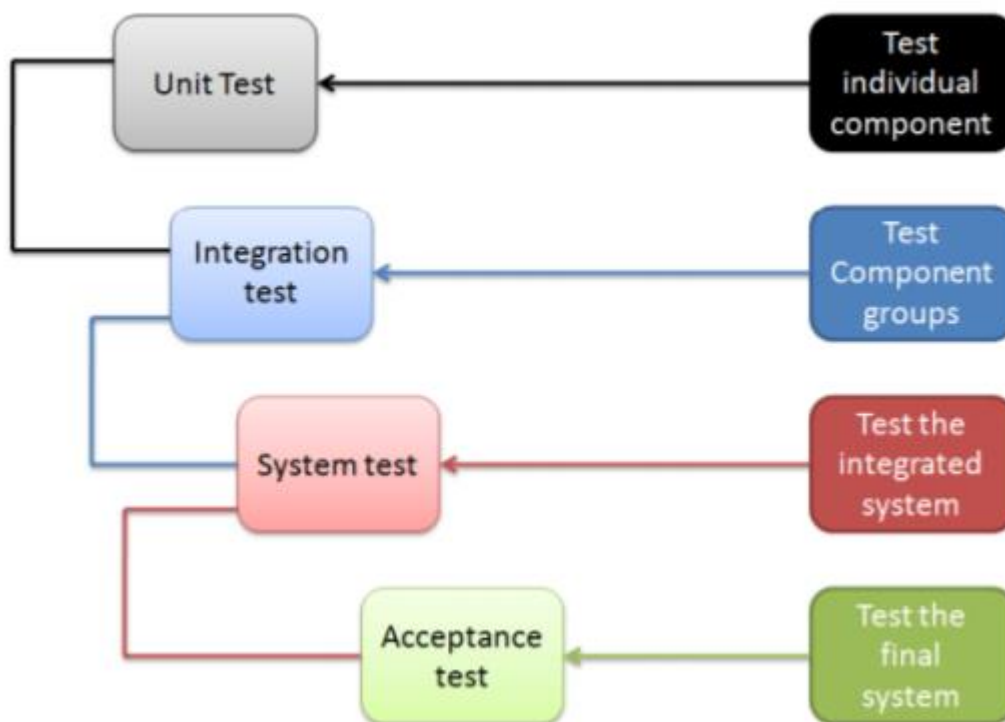 Unit Test
Test
individual
component
Integration
test
Test
Component
groups
System test
Test the
integrated
system
Acceptance
test
Test the
final
system